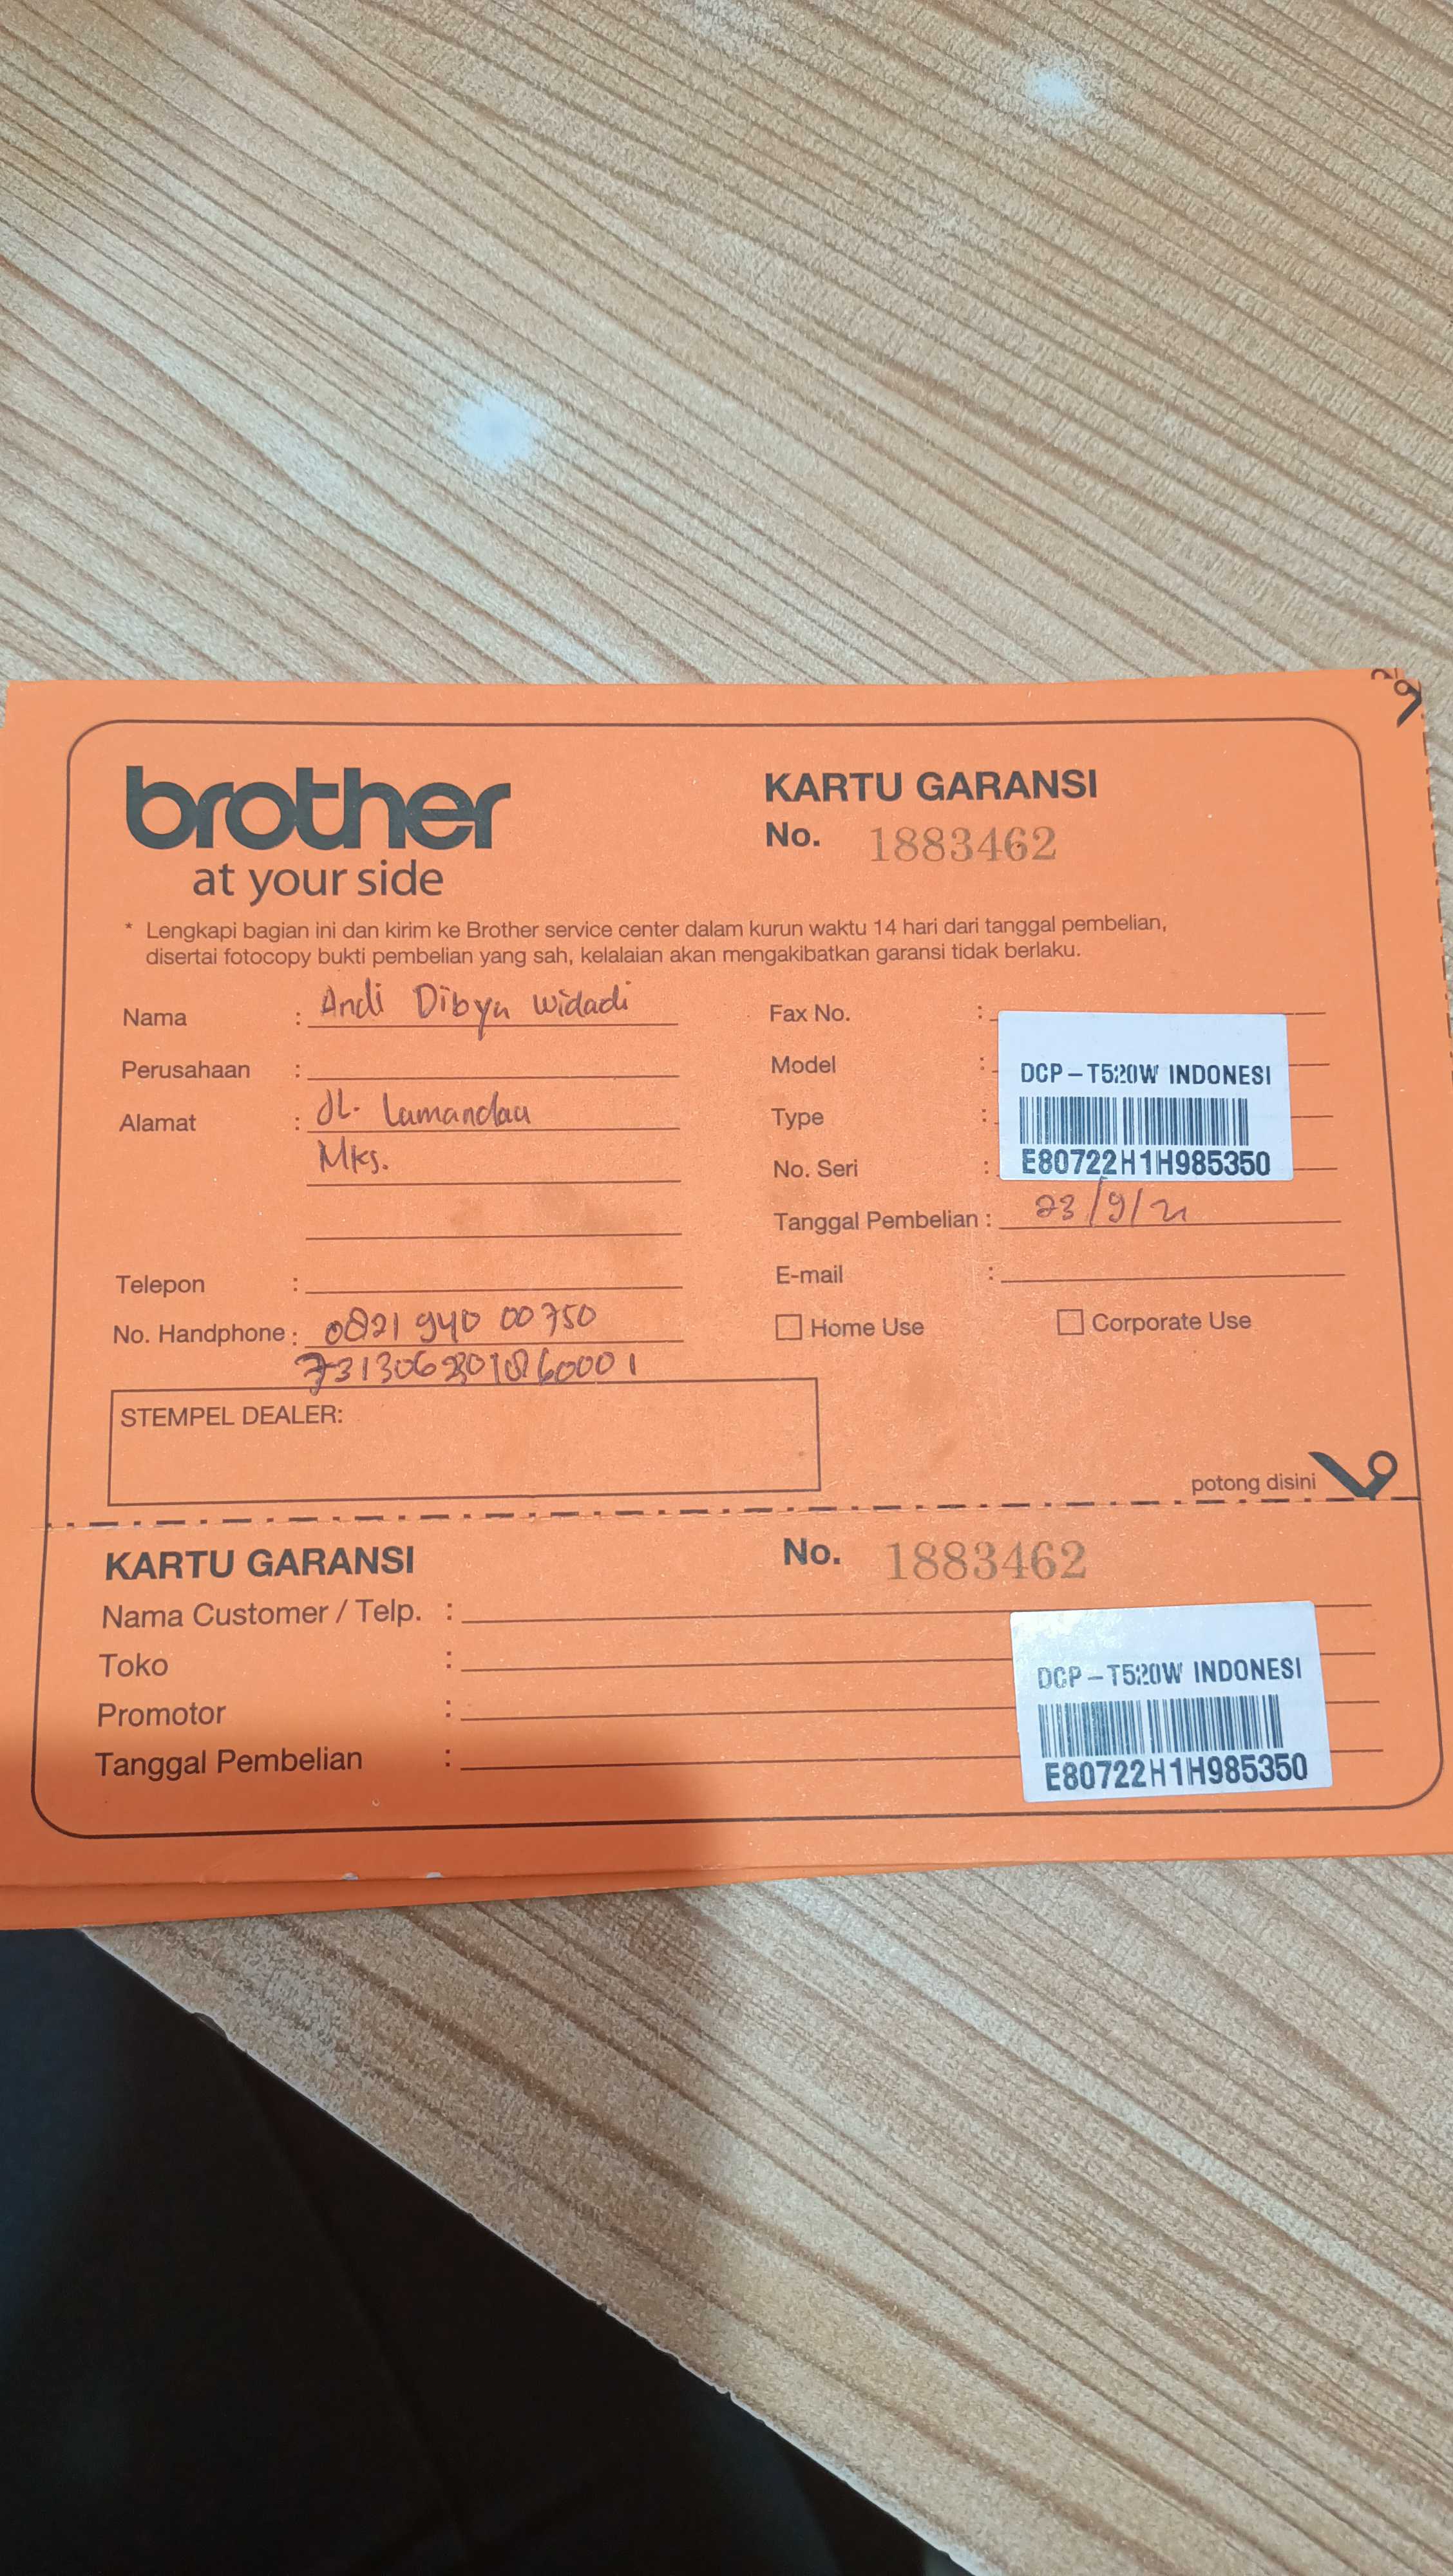 brother
at your side
KARTU GARANSI
No. 1883462
* Lengkapi bagian ini dan kirim ke Brother service center dalam kurun waktu 14 hari dari tanggal pembelian,
disertai fotocopy bukti pembelian yang sah, kelalaian akan mengakibatkan garansi tidak berlaku.
Nama : Andi Dibya Widadi
Perusahaan :
Alamat : JL. Lamandau
Mks.
Telepon :
No. Handphone : 0821 940 00 750
STEMPEL DEALER:
Fax No. :
Model : DCP-T520W INDONESI
Type :
No. Seri : E80722H1H985350
Tanggal Pembelian : 23/9/
E-mail :
Home Use
Corporate Use
potong disini
KARTU GARANSI
No. 1883462
Nama Customer / Telp. :
Toko :
Promotor :
Tanggal Pembelian :
DCP-T520W INDONESI
E80722H1H985350